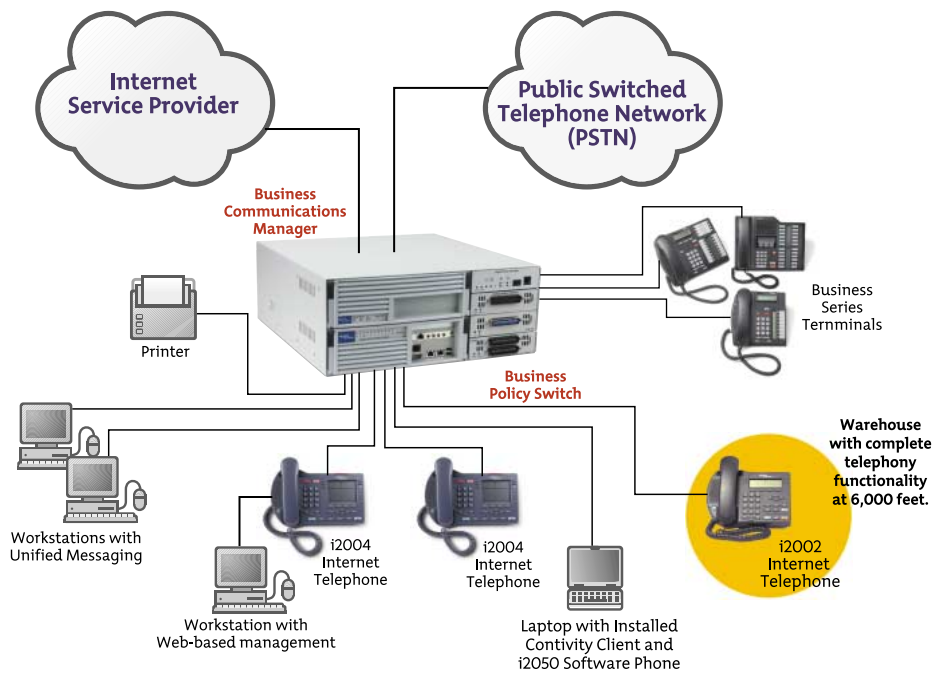 Internet
Service Provider
Public Switched
Telephone Network
(PSTN)
Business
Communications
Manager
Business
Series
Ternminals
Printer
Business
Policy Switch
Warehouse
with complete
telephony
functionality
at 6,000 feet.
Workstations with
Unified Messaging
i2004
Internet
Telephone
i2004
Internet
Telephone
i2002
Internet
Telephone
Workstation with
Web-based management
Laptop with Installed
Contivity Client and
i2050 Software Phone